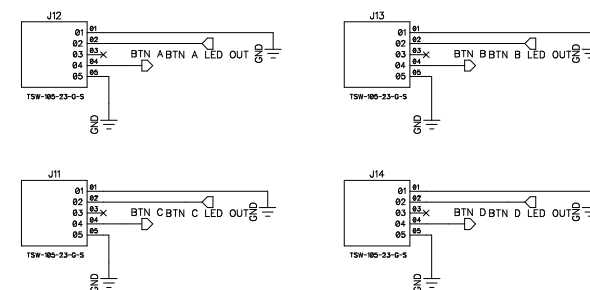 J12
01 01
02 02
03 03 BTN A BTN A LED OUT GND
04 04
05 05
TSW-105-23-G-S
GND
J13
01 01
02 02
03 03 BTN B BTN B LED OUT GND
04 04
05 05
TSW-105-23-G-S
GND
J11
01 01
02 02
03 03 BTN C BTN C LED OUT GND
04 04
05 05
TSW-105-23-G-S
GND
J14
01 01
02 02
03 03 BTN D BTN D LED OUT GND
04 04
05 05
TSW-105-23-G-S
GND